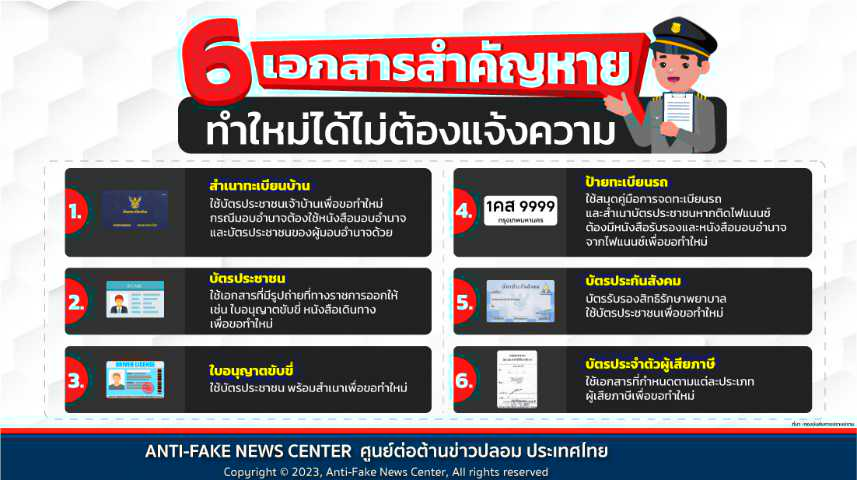 6 เอกสารสำคัญหาย
ทำใหม่ได้ไม่ต้องแจ้งความ
1.
สำเนาทะเบียนบ้าน
ใช้บัตรประชาชนเจ้าบ้านเพื่อขอทำใหม่
กรณีมอบอำนาจต้องใช้หนังสือมอบอำนาจ
และบัตรประชาชนของผู้มอบอำนาจด้วย
2.
บัตรประชาชน
ใช้เอกสารที่มีรูปถ่ายที่ทางราชการออกให้
เช่น ใบอนุญาตขับขี่ หนังสือเดินทาง
เพื่อขอทำใหม่
3.
DRIVER LICENSE
ใบอนุญาตขับขี่
ใช้บัตรประชาชน พร้อมสำเนาเพื่อขอทำใหม่
4.
1คส 9999
กรุงเทพมหานคร
ป้ายทะเบียนรถ
ใช้สมุดคู่มือการจดทะเบียนรถ
และสำเนาบัตรประชาชนหากติดไฟแนนซ์
ต้องมีหนังสือรับรองและหนังสือมอบอำนาจ
จากไฟแนนซ์เพื่อขอทำใหม่
5.
บัตรประกันสังคม
บัตรรับรองสิทธิรักษาพยาบาล
ใช้บัตรประชาชนเพื่อขอทำใหม่
6.
บัตรประจำตัวผู้เสียภาษี
ใช้เอกสารที่กำหนดตามแต่ละประเภท
ผู้เสียภาษีเพื่อขอทำใหม่
ANTI-FAKE NEWS CENTER ศูนย์ต่อต้านข่าวปลอม ประเทศไทย
Copyright © 2023, Anti-Fake News Center, All rights reserved